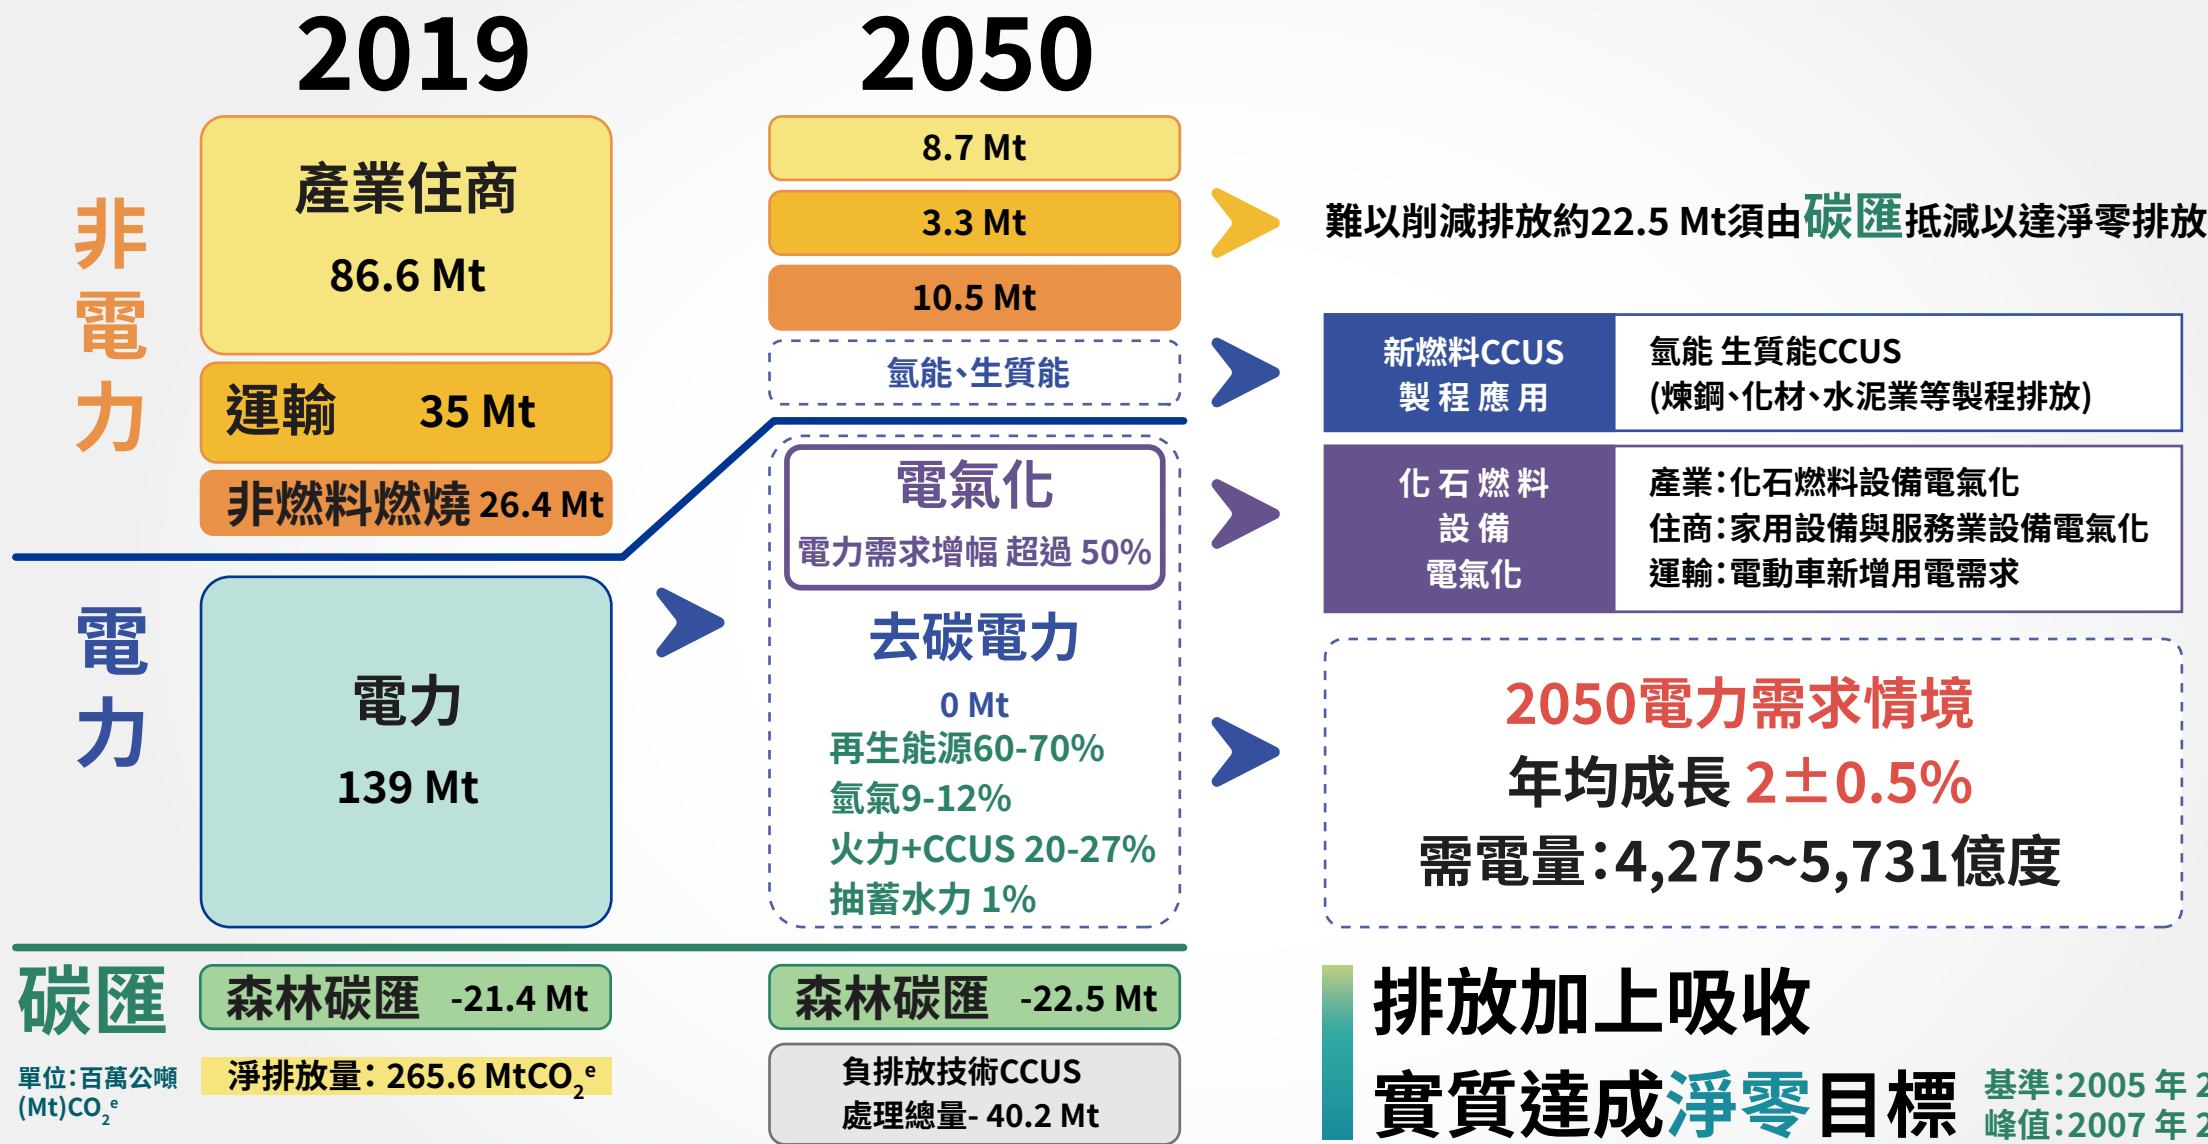 2019
2050
非電力
產業住商
86.6 Mt
運輸 35 Mt
非燃料燃燒 26.4 Mt
8.7 Mt
3.3 Mt
10.5 Mt
氫能、生質能
難以削減排放約22.5 Mt須由碳匯抵減以達淨零排放
新燃料CCUS
製程應用
氫能 生質能CCUS
(煉鋼、化材、水泥業等製程排放)
電力
電力
139 Mt
電氣化
電力需求增幅 超過 50%
去碳電力
0 Mt
再生能源60-70%
氫氣9-12%
火力+CCUS 20-27%
抽蓄水力 1%
化石燃料
設備
電氣化
產業：化石燃料設備電氣化
住商：家用設備與服務業設備電氣化
運輸：電動車新增用電需求
2050電力需求情境
年均成長 2±0.5%
需電量：4,275~5,731億度
碳匯
單位：百萬公噸
(Mt)CO₂ᵉ
森林碳匯 -21.4 Mt
淨排放量： 265.6 MtCO₂ᵉ
森林碳匯 -22.5 Mt
負排放技術CCUS
處理總量- 40.2 Mt
排放加上吸收
實質達成淨零目標
基準：2005 年
峰值：2007 年